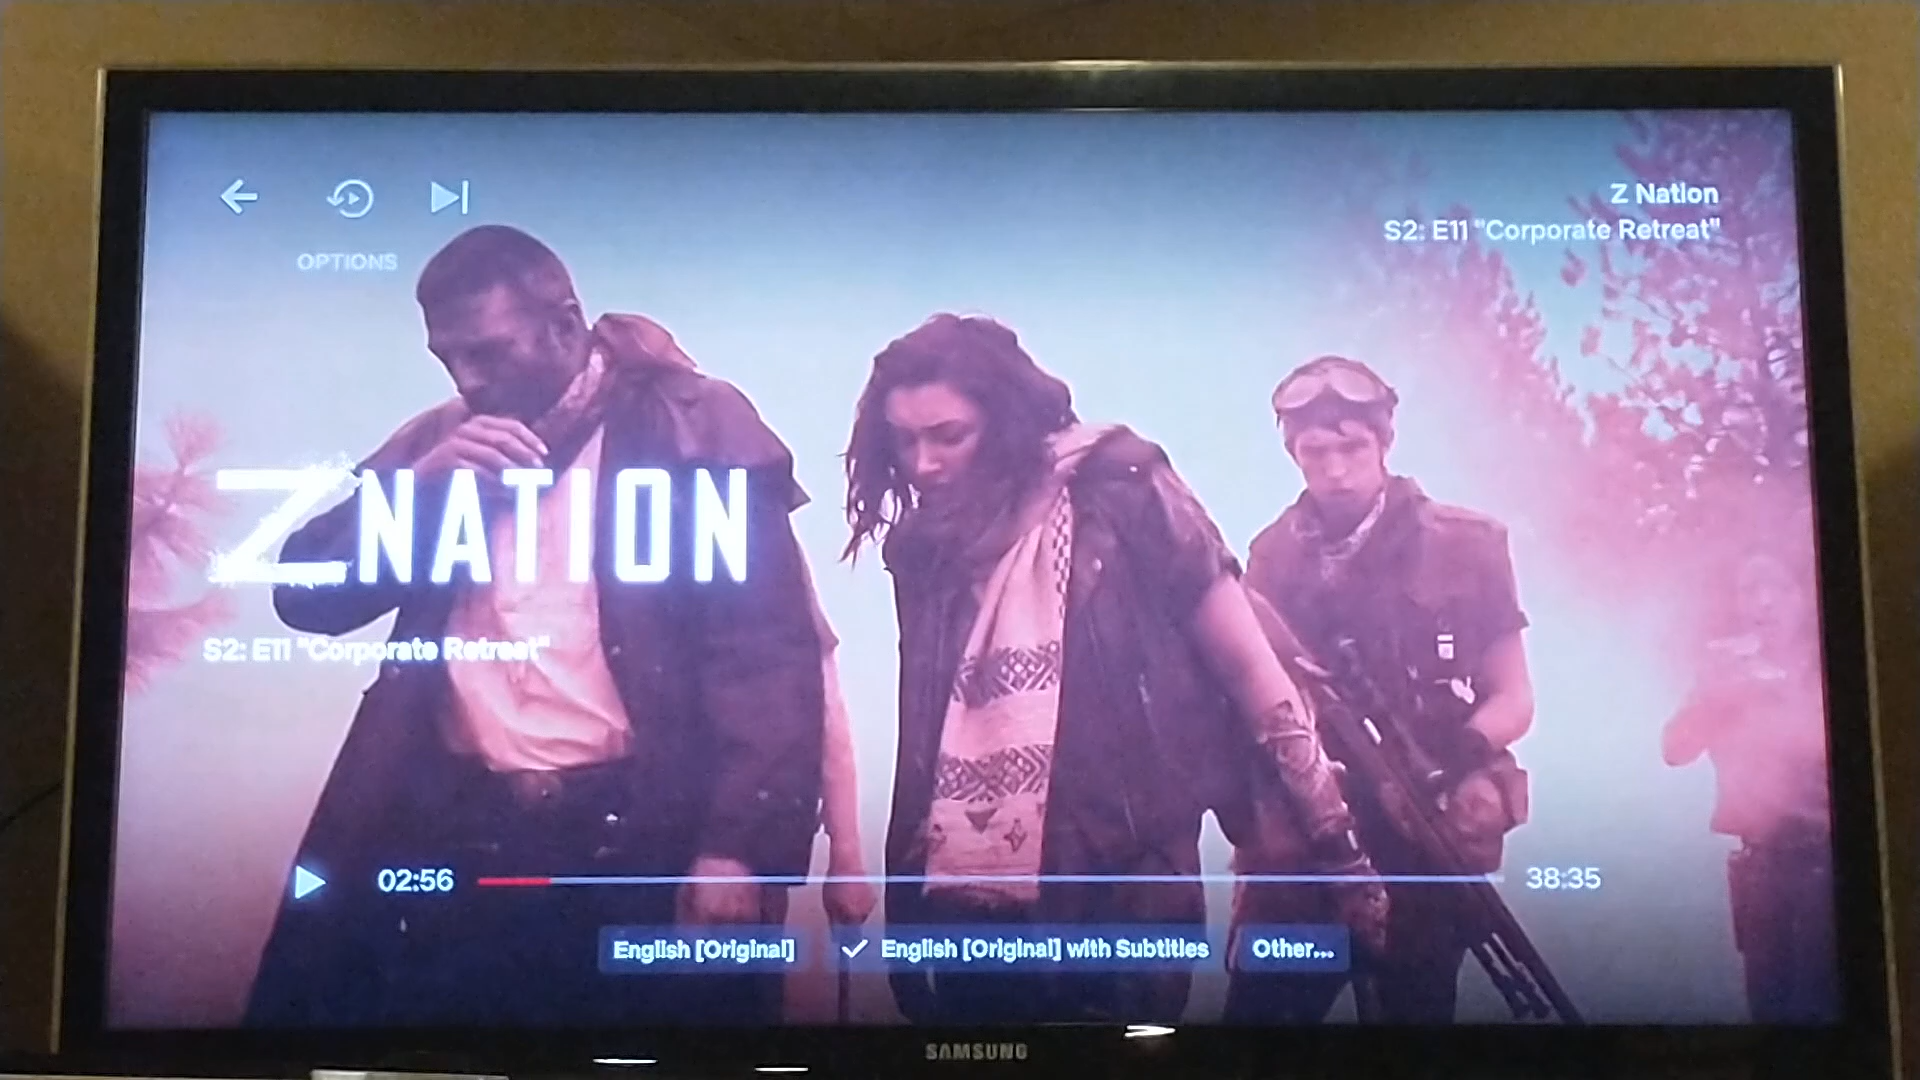 Z Nation
S2: E11 "Corporate Retreat"
OPTIONS
Z NATION
S2: E11 "Corporate Retreat"
02:56
38:35
English [Original]
English [Original] with Subtitles
Other...
SAMSUNG